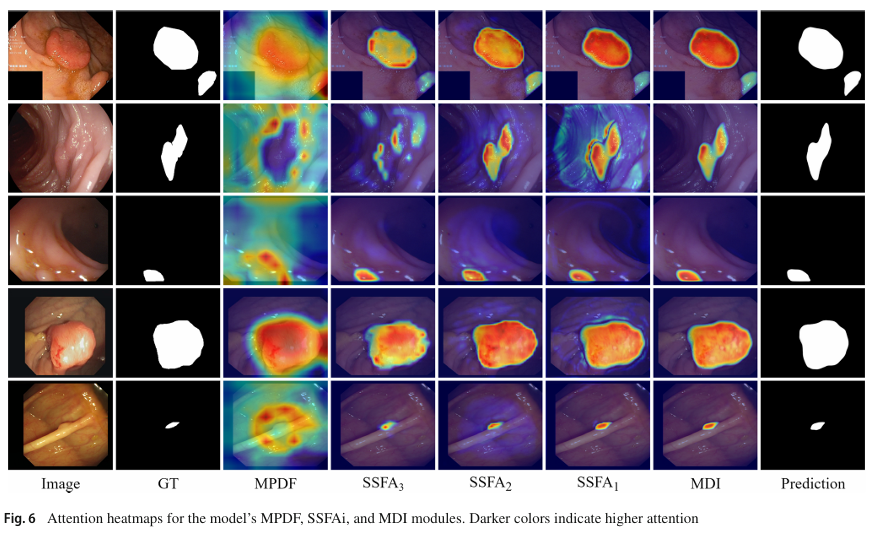 Image GT MPDF SSFA3 SSFA2 SSFA1 MDI Prediction
Fig. 6 Attention heatmaps for the model's MPDF, SSFAi, and MDI modules. Darker colors indicate higher attention